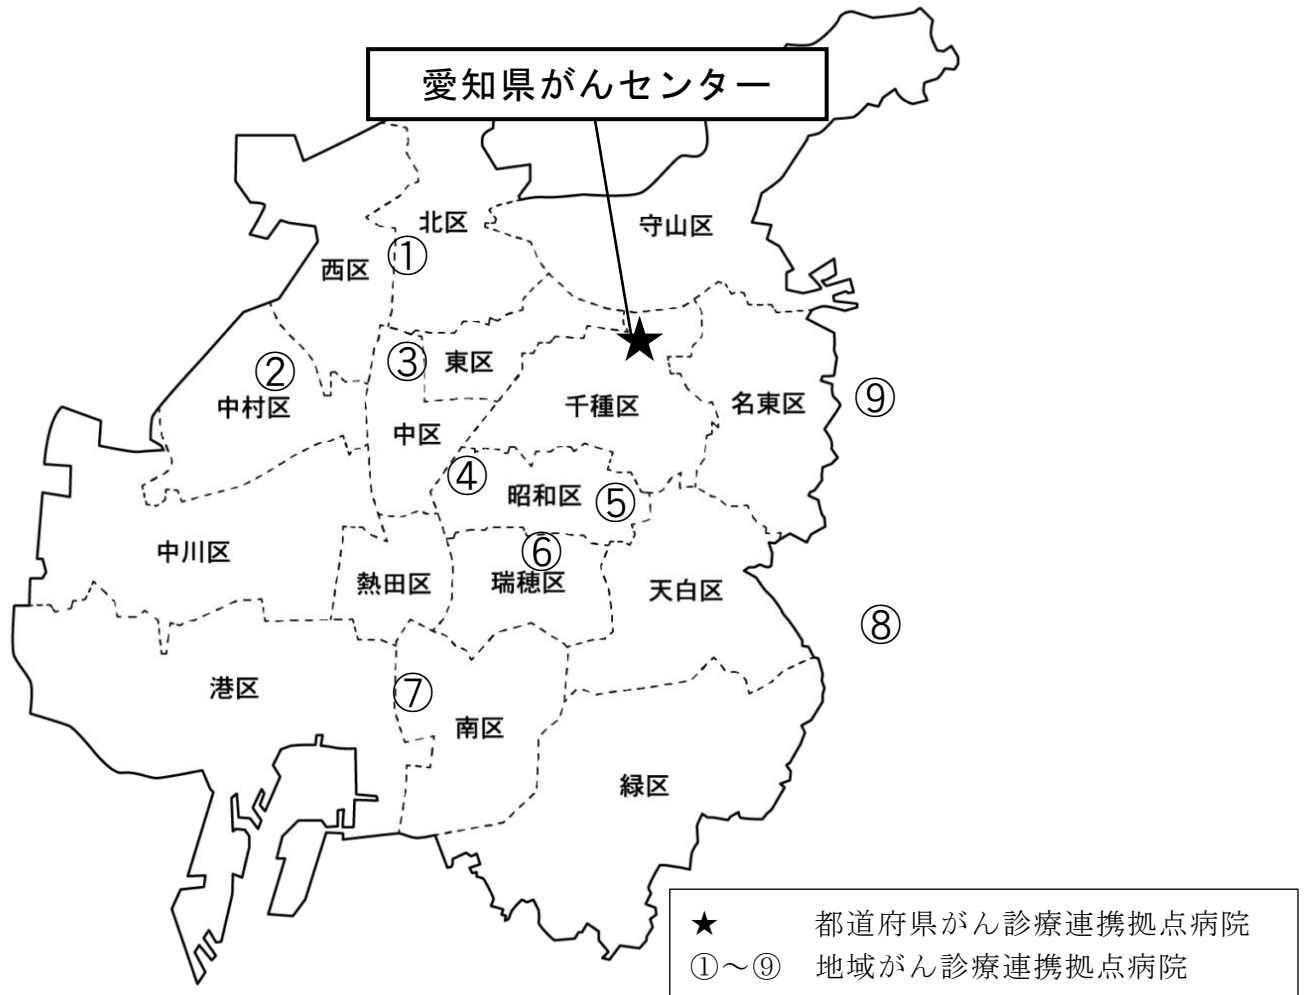 愛知県がんセンター
北区
守山区
①
西区
③
東区
②
中村区
千種区
名東区
⑨
中区
④
昭和区
⑤
中川区
⑥
熱田区
瑞穂区
天白区
⑧
港区
⑦
南区
緑区
★ 都道府県がん診療連携拠点病院
①～⑨ 地域がん診療連携拠点病院